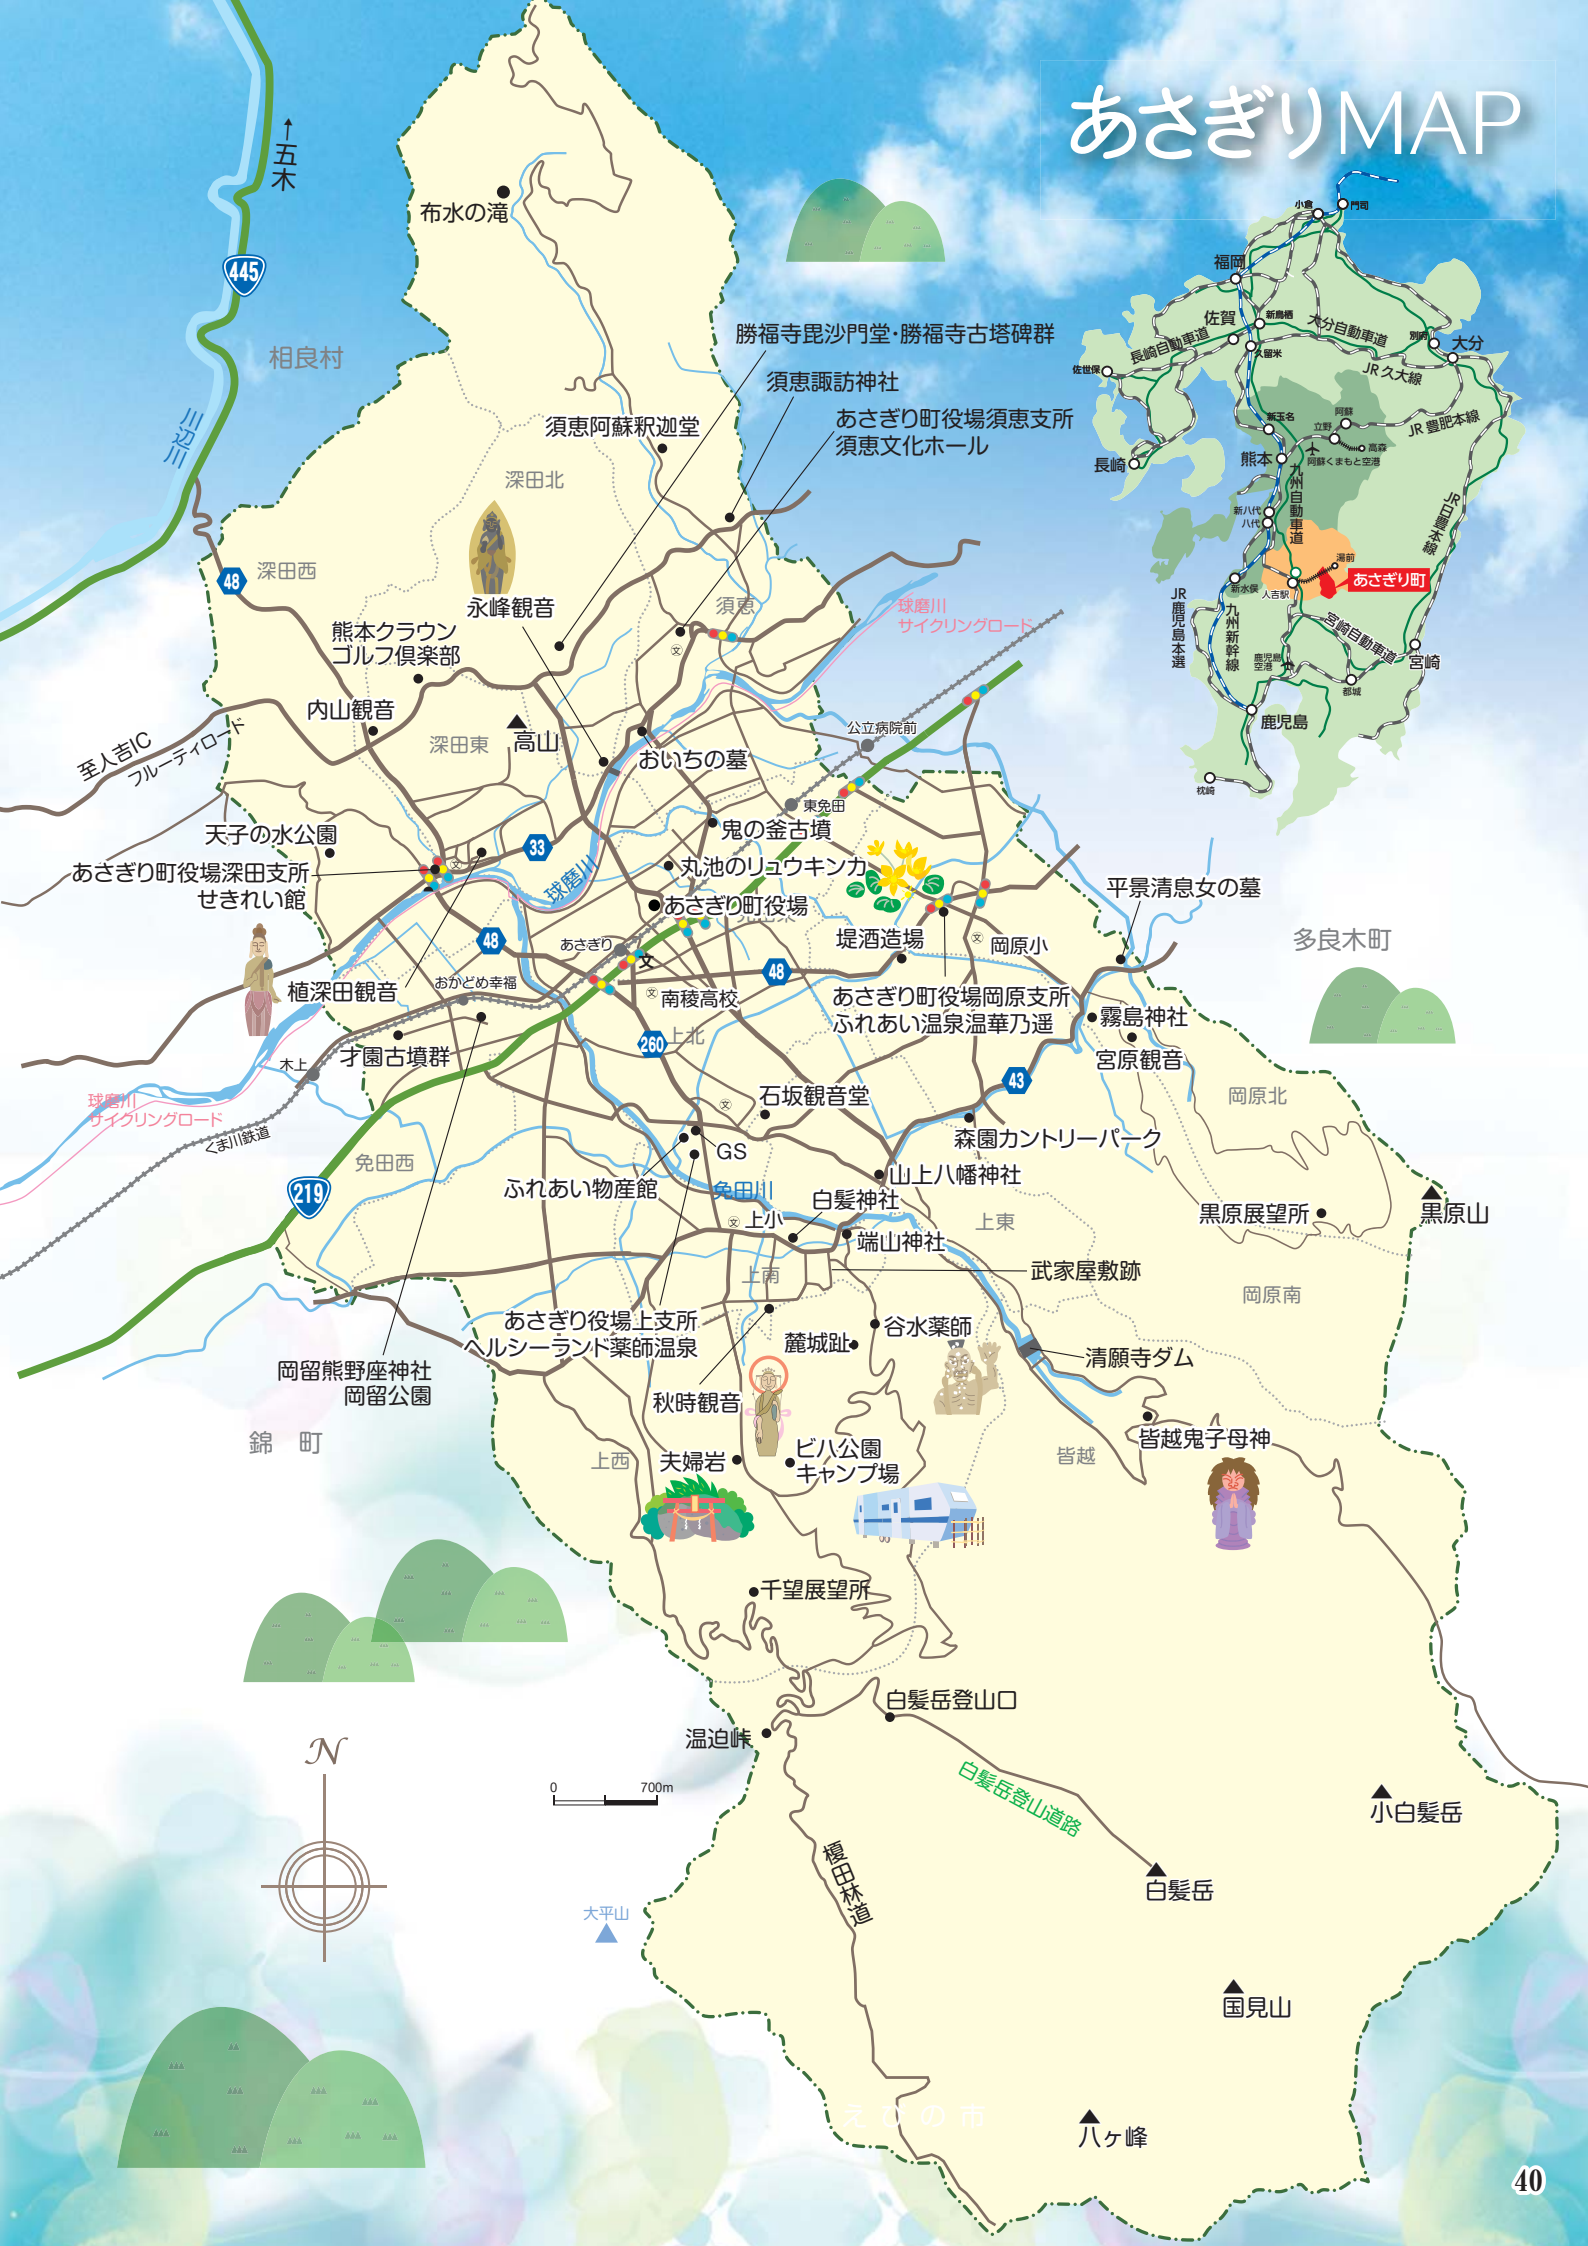 あさぎりMAP
小倉
門司
福岡
佐賀
新鳥栖
大分自動車道
別府
大分
長崎自動車道
久留米
JR 久大線
佐世保
新玉名
阿蘇
立野
高森
JR 豊肥本線
長崎
熊本
阿蘇くまもと空港
九州自動車道
新八代
八代
JR日豊本線
湯前
あさぎり町
新水俣
人吉駅
JR鹿児島本選
九州新幹線
宮崎自動車道
鹿児島
空港
宮崎
都城
鹿児島
枕崎
五木
445
布水の滝
相良村
川辺川
勝福寺毘沙門堂・勝福寺古塔碑群
須恵諏訪神社
あさぎり町役場須恵支所
須恵文化ホール
須恵阿蘇釈迦堂
深田北
48
深田西
永峰観音
須恵
文
球磨川
サイクリングロード
熊本クラウン
ゴルフ倶楽部
内山観音
深田東
高山
おいちの墓
公立病院前
至人吉IC
フルーティロード
東免田
天子の水公園
鬼の釜古墳
33
文
丸池のリュウキンカ
あさぎり町役場深田支所
せきれい館
球磨川
あさぎり町役場
平景清息女の墓
48
あさぎり
文
堤酒造場
文
岡原小
多良木町
植深田観音
おかどめ幸福
48
文
南稜高校
あさぎり町役場岡原支所
ふれあい温泉温華乃遥
霧島神社
才園古墳群
260
上北
宮原観音
木上
43
球磨川
サイクリングロード
石坂観音堂
文
岡原北
くま川鉄道
森園カントリーパーク
免田西
GS
219
ふれあい物産館
免田川
山上八幡神社
白髪神社
黒原展望所
黒原山
文
上小
上東
端山神社
上南
武家屋敷跡
岡原南
あさぎり役場上支所
ヘルシーランド薬師温泉
谷水薬師
麓城趾
清願寺ダム
岡留熊野座神社
岡留公園
秋時観音
錦 町
上西
夫婦岩
ビハ公園
キャンプ場
皆越
皆越鬼子母神
千望展望所
白髪岳登山口
温迫峠
N
0
700m
白髪岳登山道路
小白髪岳
榎田林道
白髪岳
大平山
国見山
えびの市
八ヶ峰
40